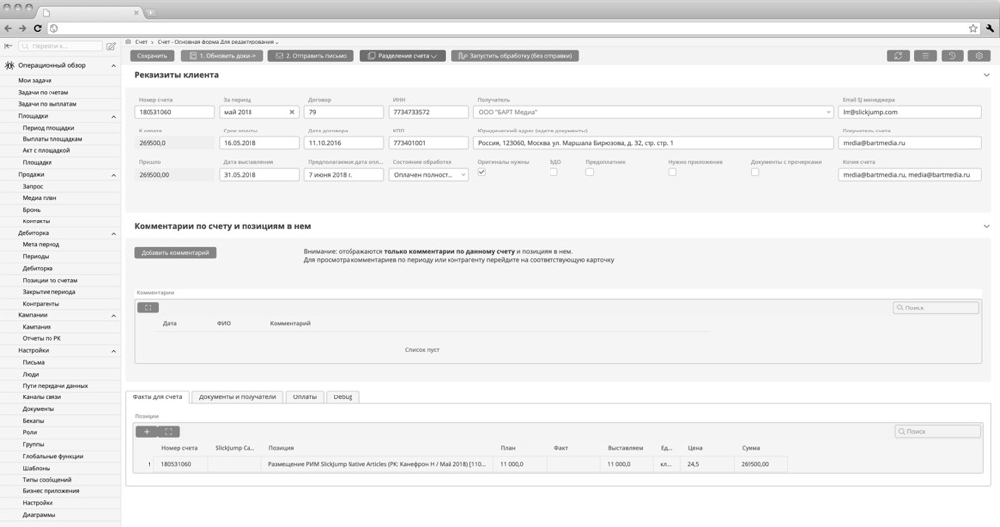 Счет › Счет - Основная форма Для редактирования
Перейти к...
Операционный обзор
Мои задачи
Задачи по счетам
Задачи по выплатам
Площадки
Период площадки
Выплаты площадкам
Акт с площадкой
Площадки
Продажи
Запрос
Медиа план
Бронь
Контакты
Дебиторка
Мета период
Периоды
Дебиторка
Позиции по счетам
Закрытие периода
Контрагенты
Кампании
Кампания
Отчеты по РК
Настройки
Письма
Люди
Пути передачи данных
Каналы связи
Документы
Бекапы
Роли
Группы
Глобальные функции
Шаблоны
Типы сообщений
Бизнес приложения
Настройки
Диаграммы
Сохранить 1. Обновить доки -> 2. Отправить письмо Разделение счета Запустить обработку (без отправки)
Реквизиты клиента
Номер счета За период Договор ИНН Получатель Email SJ менеджера
180531060 май 2018 79 7734733572 ООО "БАРТ Медиа" lm@slickjump.com
К оплате Срок оплаты Дата договора КПП Юридический адрес (идет в документы) Получатель счета
269500,0 16.05.2018 11.10.2016 773401001 Россия, 123060, Москва, ул. Маршала Бирюзова, д. 32, стр. стр. 1 media@bartmedia.ru
Пришло Дата выставления Предполагаемая дата опл... Состояние обработки Оригиналы нужны ЭДО Предоплатник Нужно приложение Документы с прочерками Копия счета
269500,00 31.05.2018 7 июня 2018 г. Оплачен полност... media@bartmedia.ru, media@bartmedia.ru
Комментарии по счету и позициям в нем
Добавить комментарий
Внимание: отображаются только комментарии по данному счету и позициям в нем.
Для просмотра комментариев по периоду или контрагенту перейдите на соответствующую карточку
Комментарии
Поиск
Дата ФИО Комментарий
Список пуст
Факты для счета Документы и получатели Оплаты Debug
Позиции
+ Поиск
Номер счета SlickJump Ca... Позиция План Факт Выставляем Ед... Цена Сумма
1 180531060 Размещение РИМ SlickJump Native Articles (РК: Канефрон Н / Май 2018) [110... 11 000,0 11 000,0 кл... 24,5 269500,00